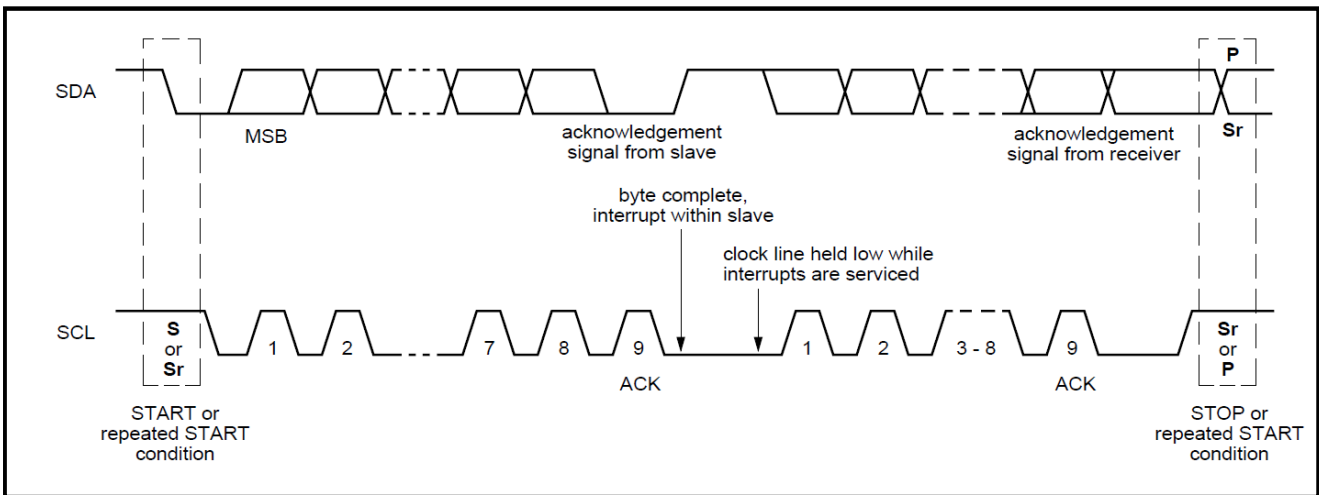 P
SDA
MSB
acknowledgement
signal from slave
acknowledgement
signal from receiver
Sr
byte complete,
interrupt within slave
clock line held low while
interrupts are serviced
SCL
S
or
Sr
1
2
7
8
9
1
2
3 - 8
9
Sr
or
P
ACK
ACK
START or
repeated START
condition
STOP or
repeated START
condition